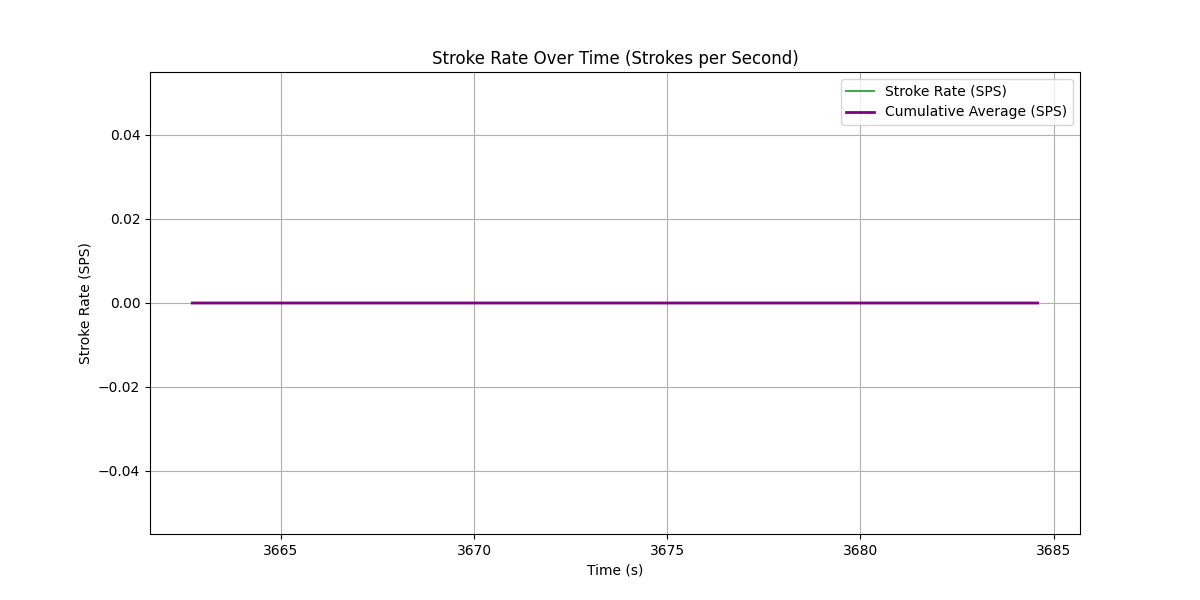 Stroke Rate Over Time (Strokes per Second)
Stroke Rate (SPS)
Cumulative Average (SPS)
0.04
0.02
0.00
−0.02
−0.04
Stroke Rate (SPS)
3665 3670 3675 3680 3685
Time (s)